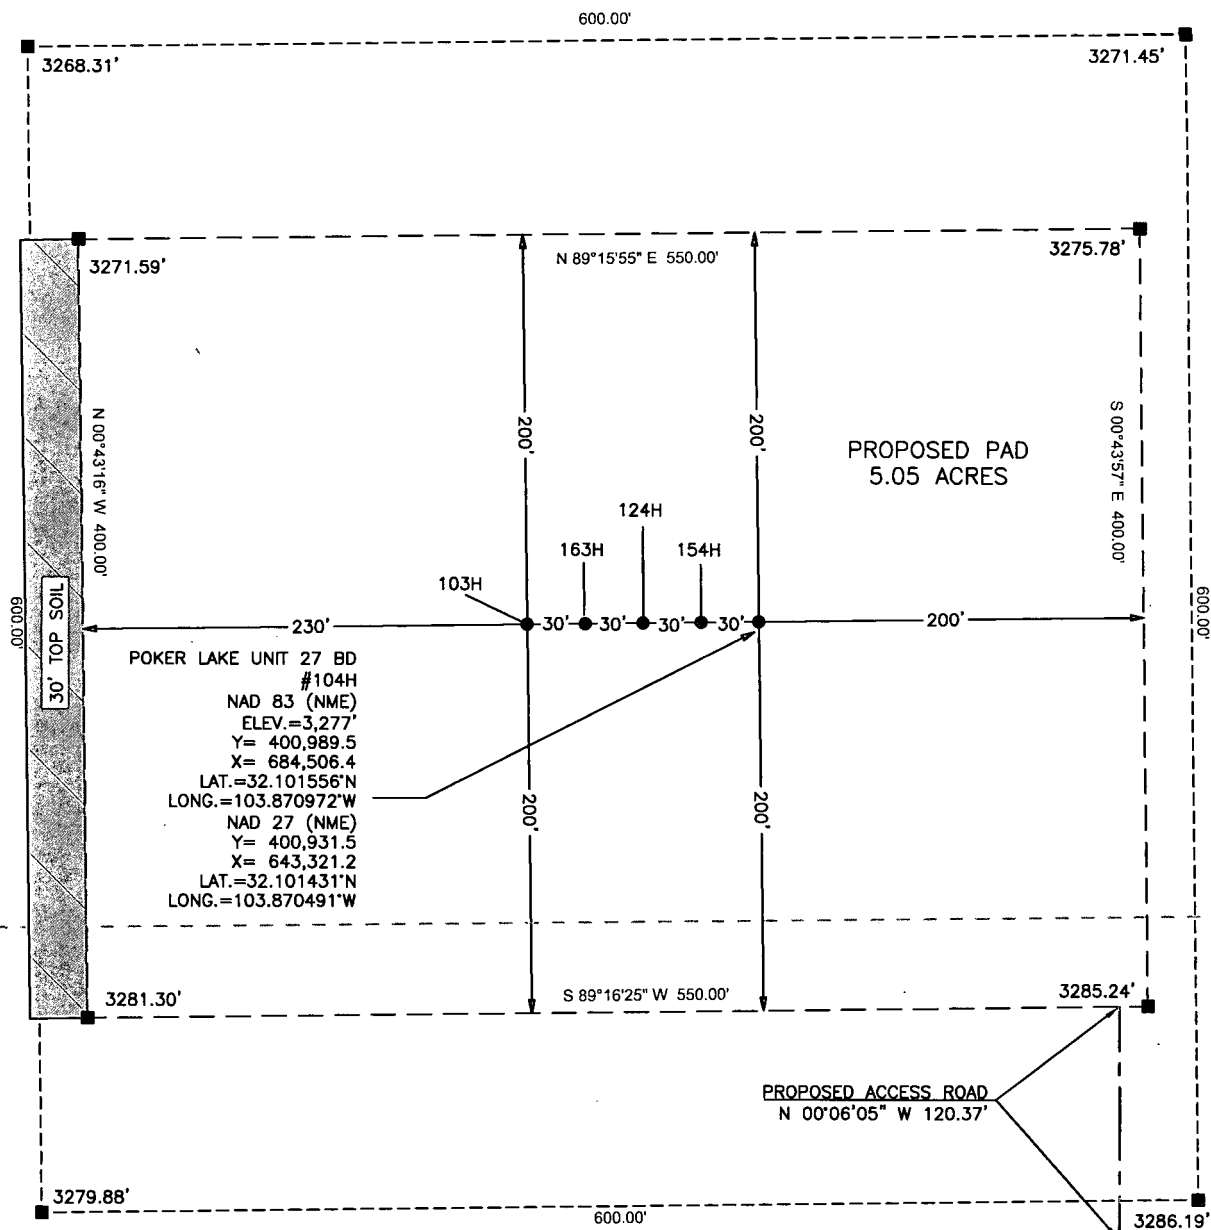 600.00'
3268.31'
3271.45'
3271.59'
N 89°15'55" E 550.00'
3275.78'
N 00°43'16" W 400.00'
200'
200'
PROPOSED PAD
5.05 ACRES
S 00°43'57" E 400.00'
124H
163H
154H
103H
600.00'
30' TOP SOIL
230'
30'
30'
30'
30'
200'
600.00'
POKER LAKE UNIT 27 BD
#104H
NAD 83 (NME)
ELEV.=3,277'
Y= 400,989.5
X= 684,506.4
LAT.=32.101556°N
LONG.=103.870972°W
NAD 27 (NME)
Y= 400,931.5
X= 643,321.2
LAT.=32.101431°N
LONG.=103.870491°W
200'
200'
3281.30'
S 89°16'25" W 550.00'
3285.24'
PROPOSED ACCESS ROAD
N 00°06'05" W 120.37'
3279.88'
600.00'
3286.19'